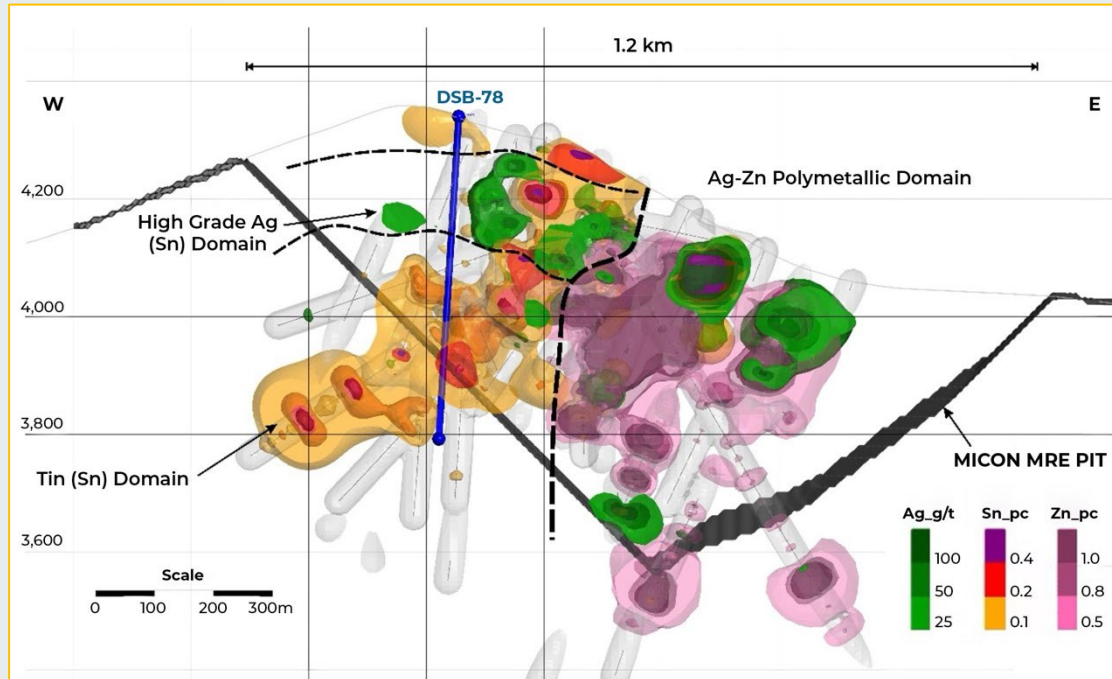 1.2 km
W
DSB-78
E
4,200
Ag-Zn Polymetallic Domain
High Grade Ag
(Sn) Domain
4,000
3,800
Tin (Sn) Domain
MICON MRE PIT
3,600
Scale
0 100 200 300m
Ag_g/t Sn_pc Zn_pc
100 0.4 1.0
50 0.2 0.8
25 0.1 0.5